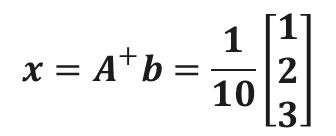 x = A⁺b = 1/10 [1 2 3]